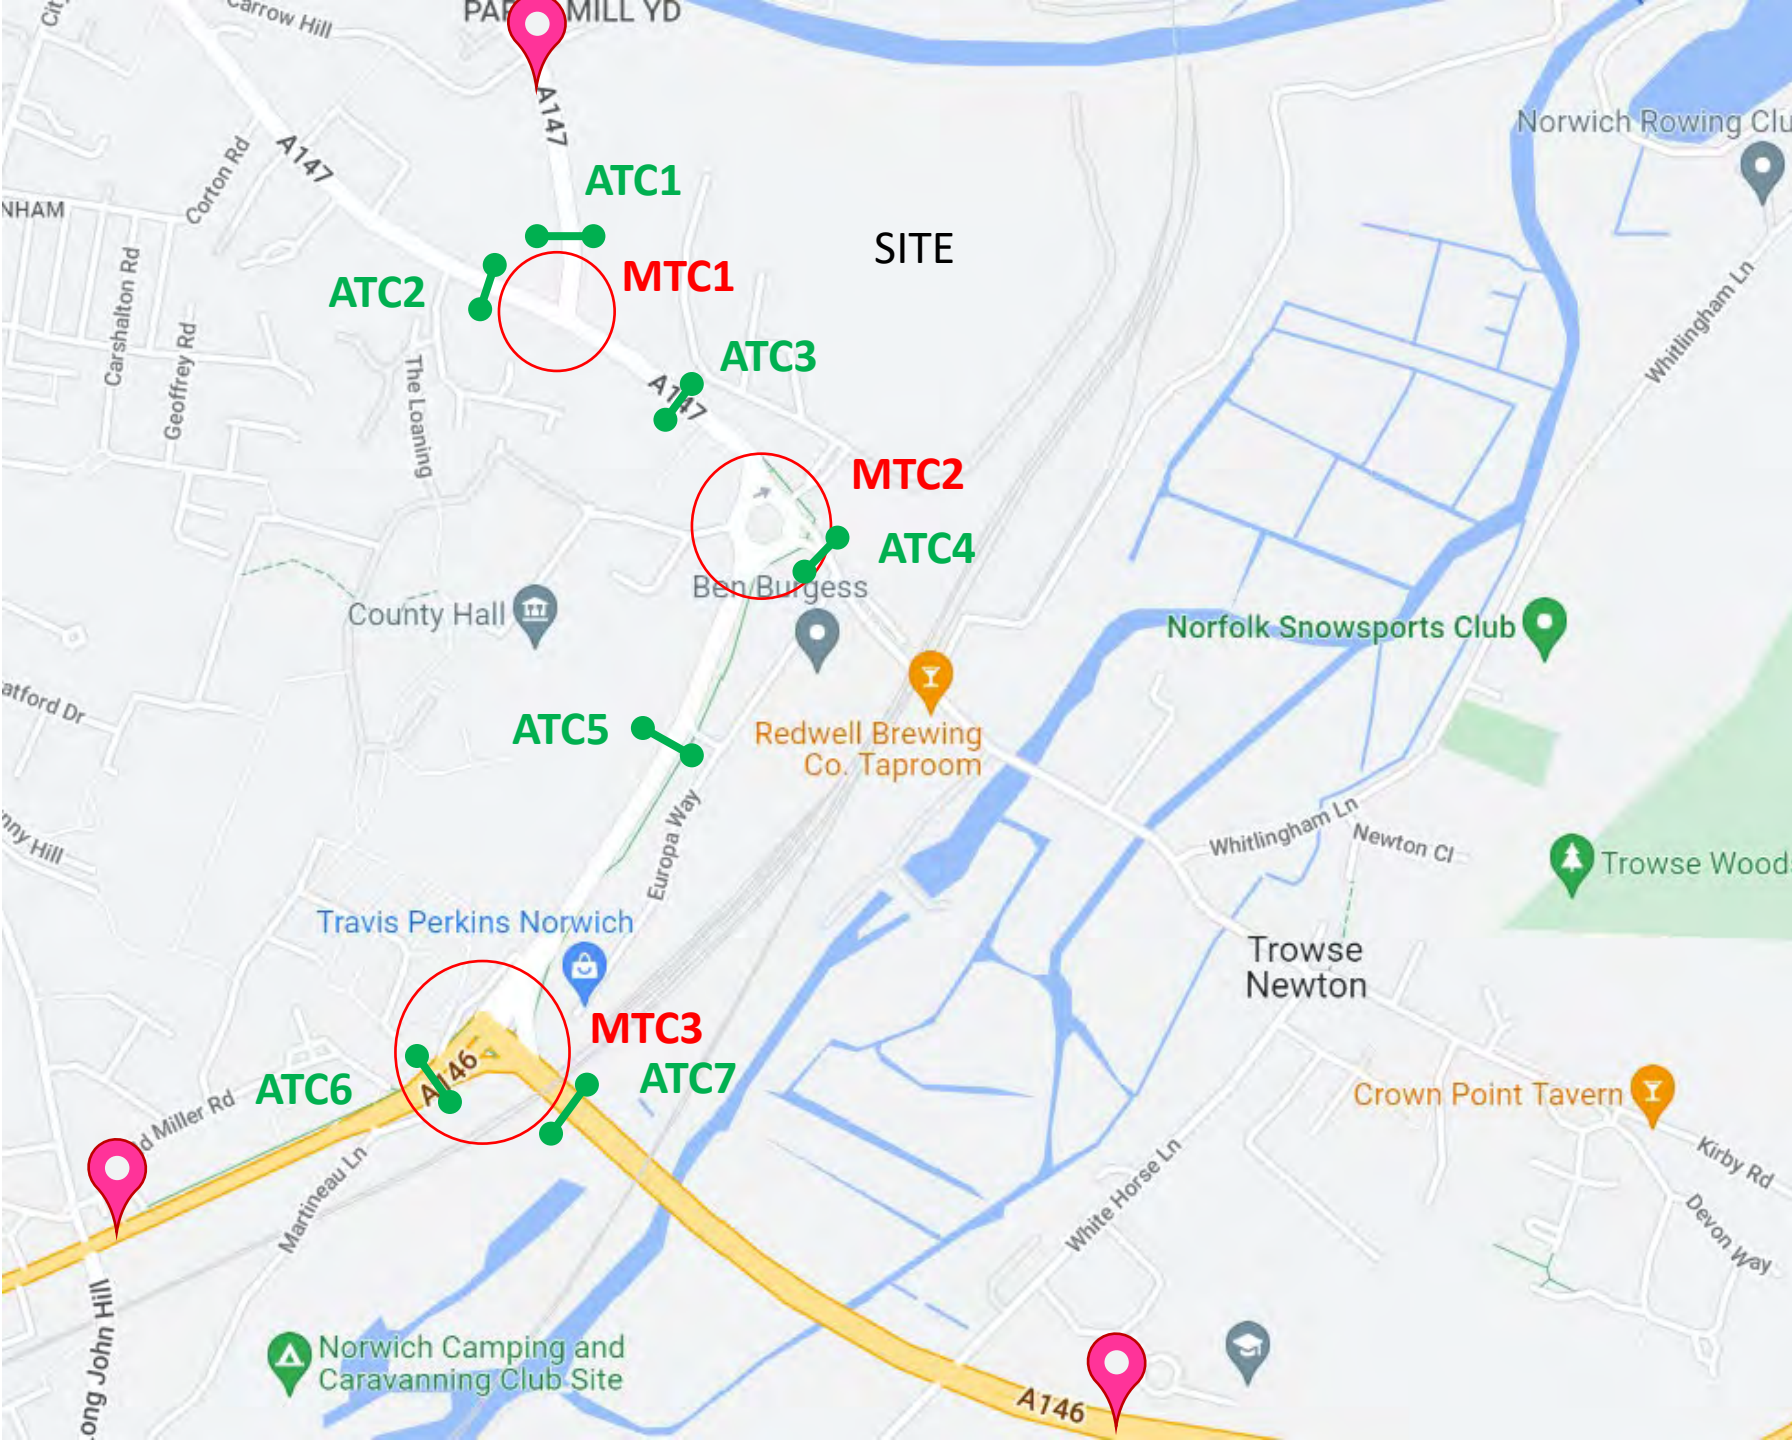 Carrow Hill
MILL YD
A147
Norwich Rowing Clu
A147
Corton Rd
ATC1
NHAM
SITE
MTC1
ATC2
Carshalton Rd
Geoffrey Rd
The Loaning
Whitlingham Ln
ATC3
A147
MTC2
ATC4
Ben Burgess
County Hall
Norfolk Snowsports Club
atford Dr
ATC5
Redwell Brewing
Co. Taproom
Europa Way
nny Hill
Whitlingham Ln
Newton Cl
Trowse Wood
Travis Perkins Norwich
Trowse
Newton
MTC3
ATC7
ATC6
A146
d Miller Rd
Martineau Ln
Crown Point Tavern
Kirby Rd
White Horse Ln
Devon Way
Long John Hill
Norwich Camping and
Caravanning Club Site
A146